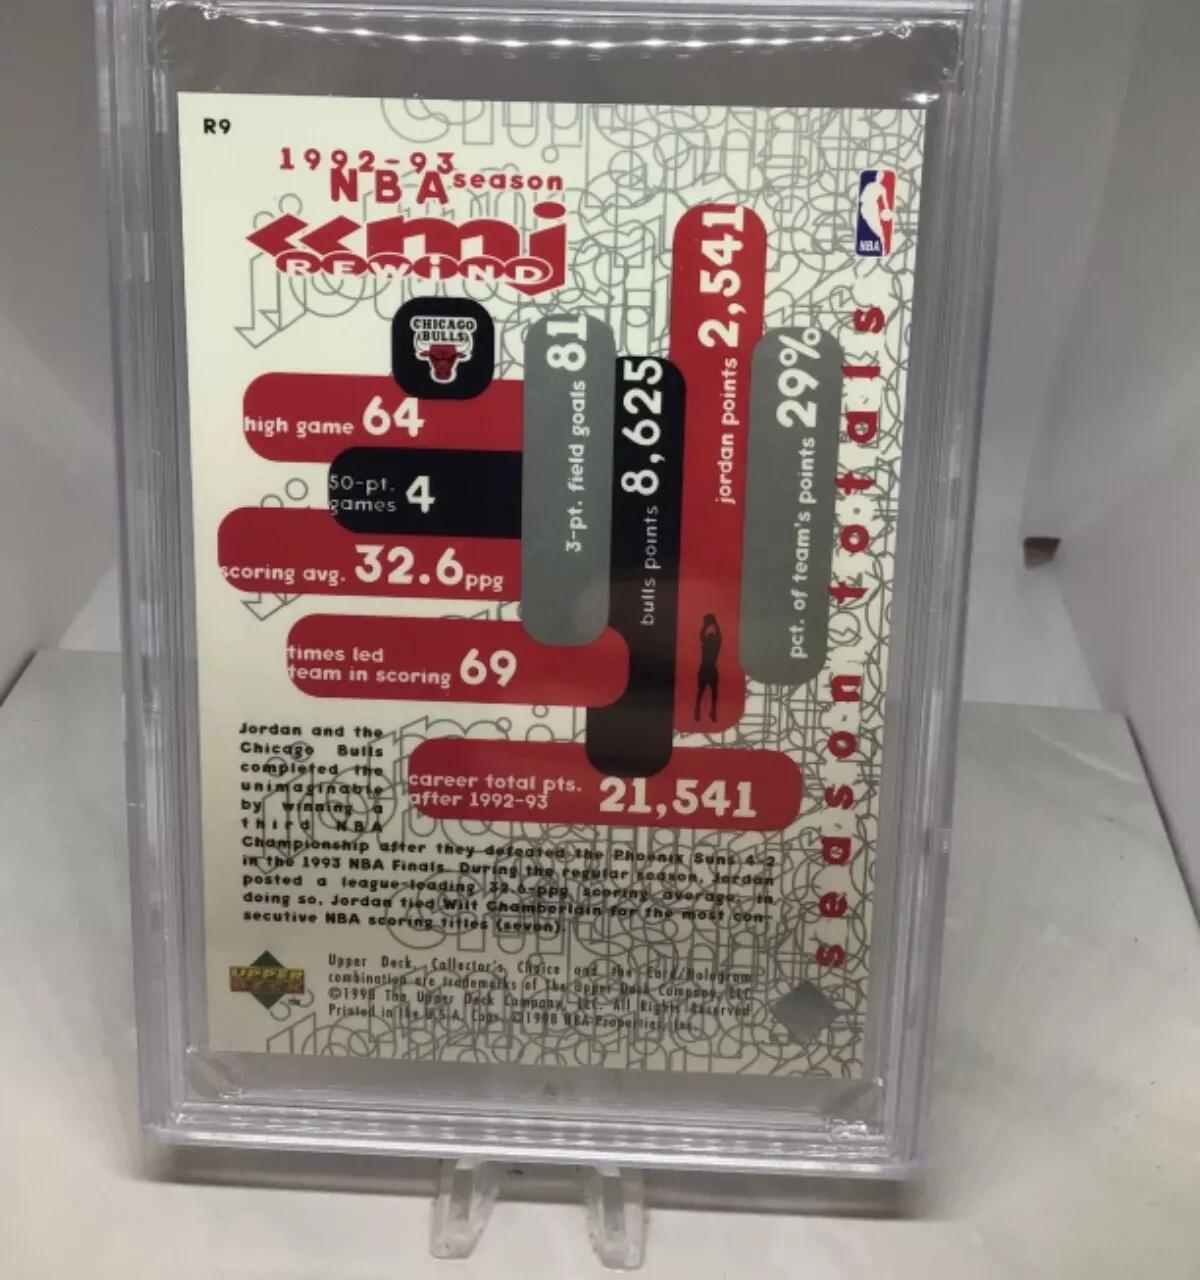 R9
1992-93
NBA season
mj
REWiND
NBA
CHICAGO
BULLS
high game 64
50-pt.
games 4
scoring avg. 32.6ppg
times led
team in scoring 69
3-pt. field goals 81
bulls points 8,625
jordan points 2,541
pct. of team's points 29%
season totals
career total pts.
after 1992-93 21,541
Jordan and the
Chicago Bulls
completed the
unimaginable
by winning a
third NBA
Championship after they defeated the Phoenix Suns 4-2
in the 1993 NBA Finals. During the regular season, Jordan
posted a league-leading 32.6-ppg scoring average. In
doing so, Jordan tied Wilt Chamberlain for the most con-
secutive NBA scoring titles (seven).
UPPER
DECK
Upper Deck, Collector's Choice and the Card/Hologram
combination are trademarks of The Upper Deck Company, LLC
©1998 The Upper Deck Company, LLC. All Rights Reserved.
Printed in the U.S.A. Cops. ©1998 NBA Properties, Inc.